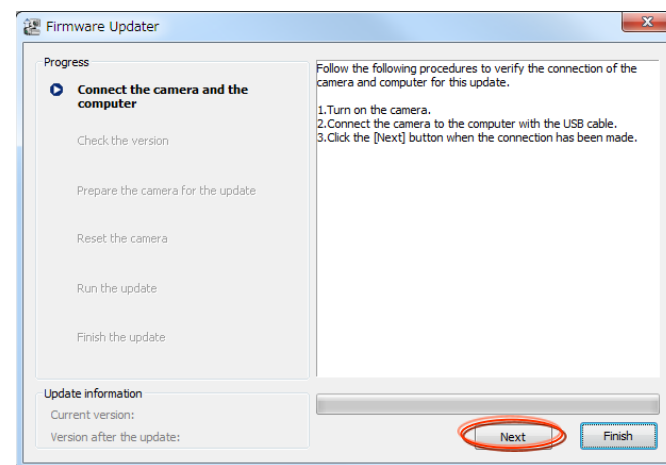 Firmware Updater
Progress
Connect the camera and the
computer
Check the version
Prepare the camera for the update
Reset the camera
Run the update
Finish the update
Follow the following procedures to verify the connection of the
camera and computer for this update.
1.Turn on the camera.
2.Connect the camera to the computer with the USB cable.
3.Click the [Next] button when the connection has been made.
Update information
Current version:
Version after the update:
Next
Finish